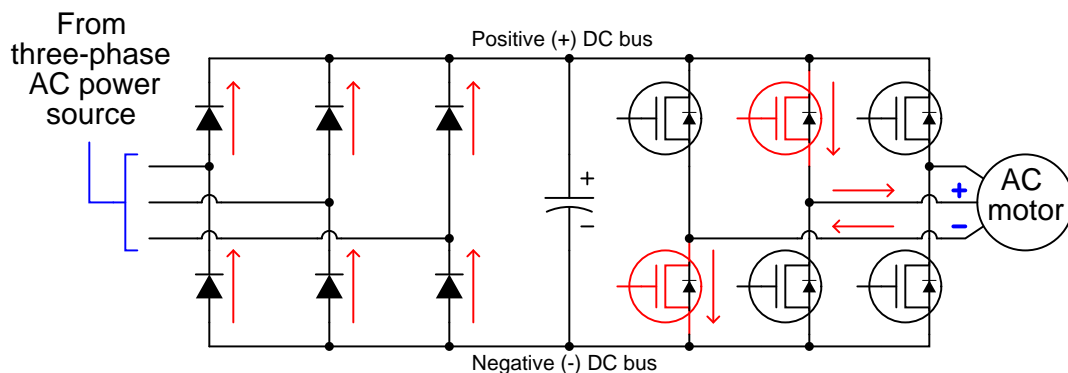 From
three-phase
AC power
source
Positive (+) DC bus
+
−
+
−
AC
motor
Negative (-) DC bus